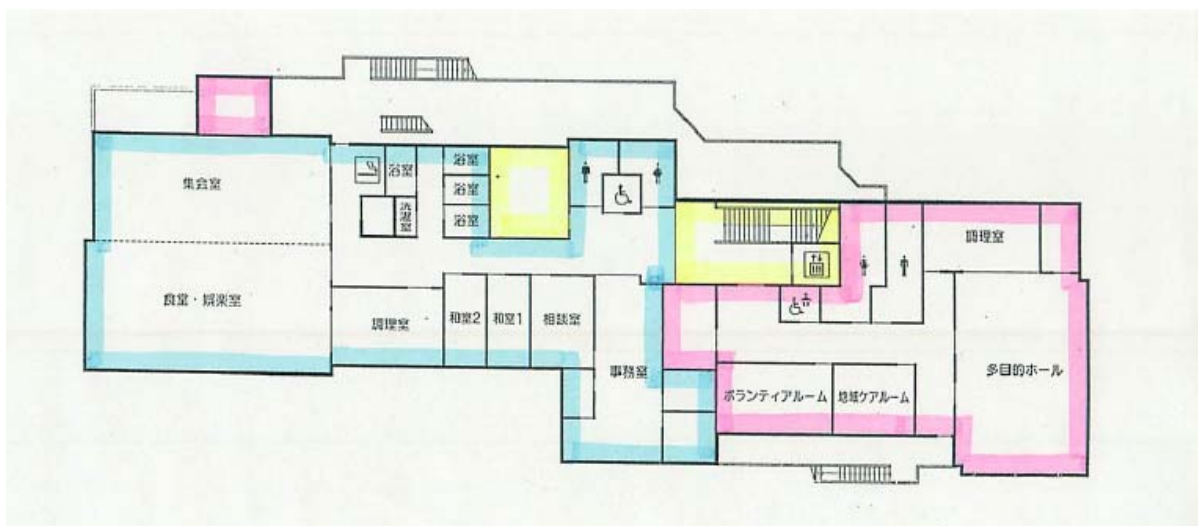 集会室
浴室
浴室
浴室
浴室
洗濯室
食堂・娯楽室
調理室
和室2
和室1
相談室
事務室
調理室
ボランティアルーム
地域ケアルーム
多目的ホール